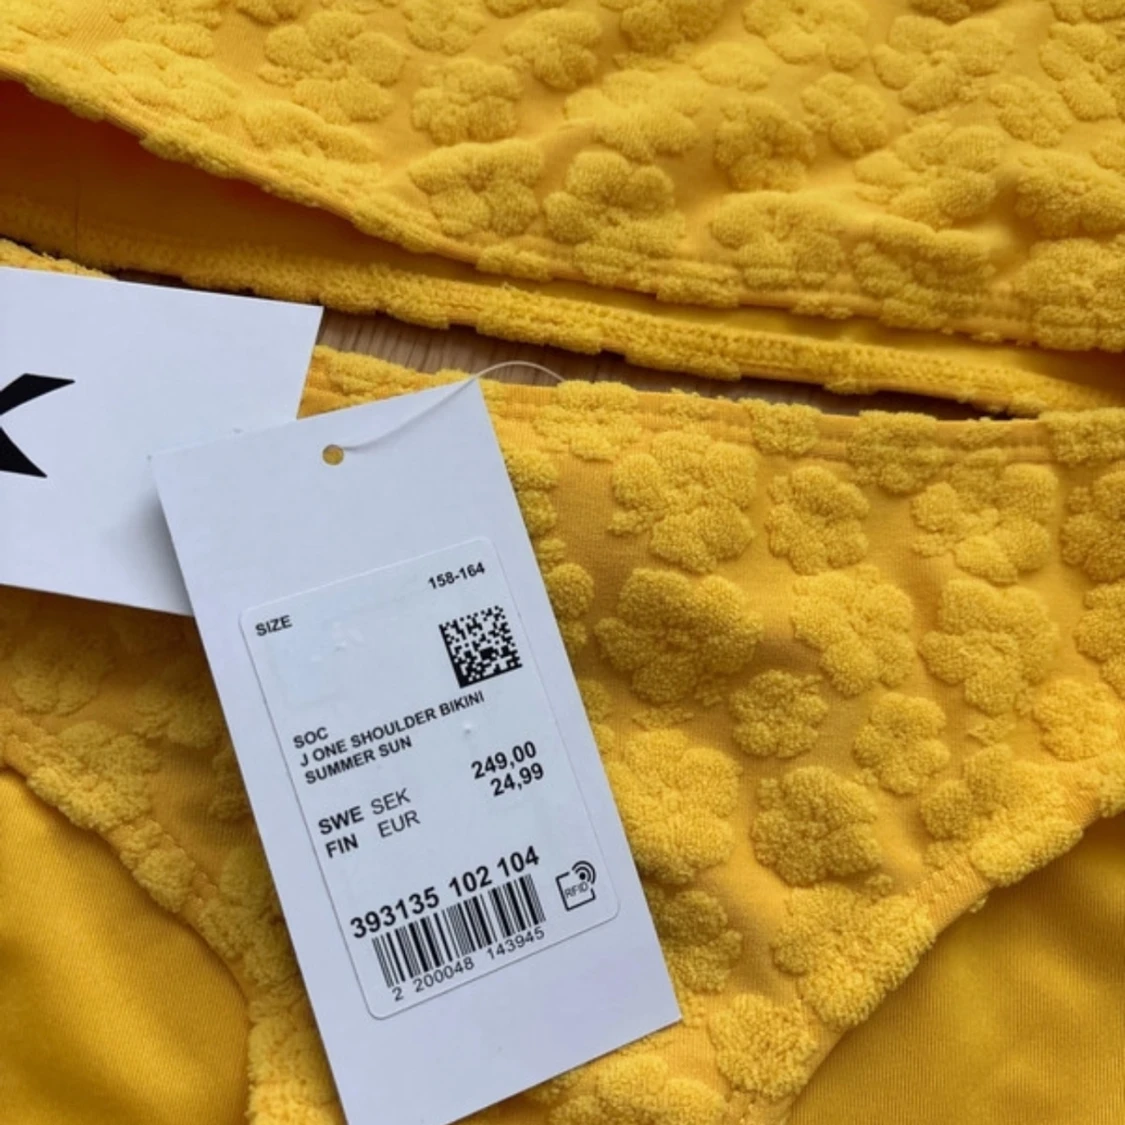 158-164
SIZE
SOC
J ONE SHOULDER BIKINI
SUMMER SUN
249,00
24,99
SWE SEK
FIN EUR
393135 102 104
RFID
2 200048 143945